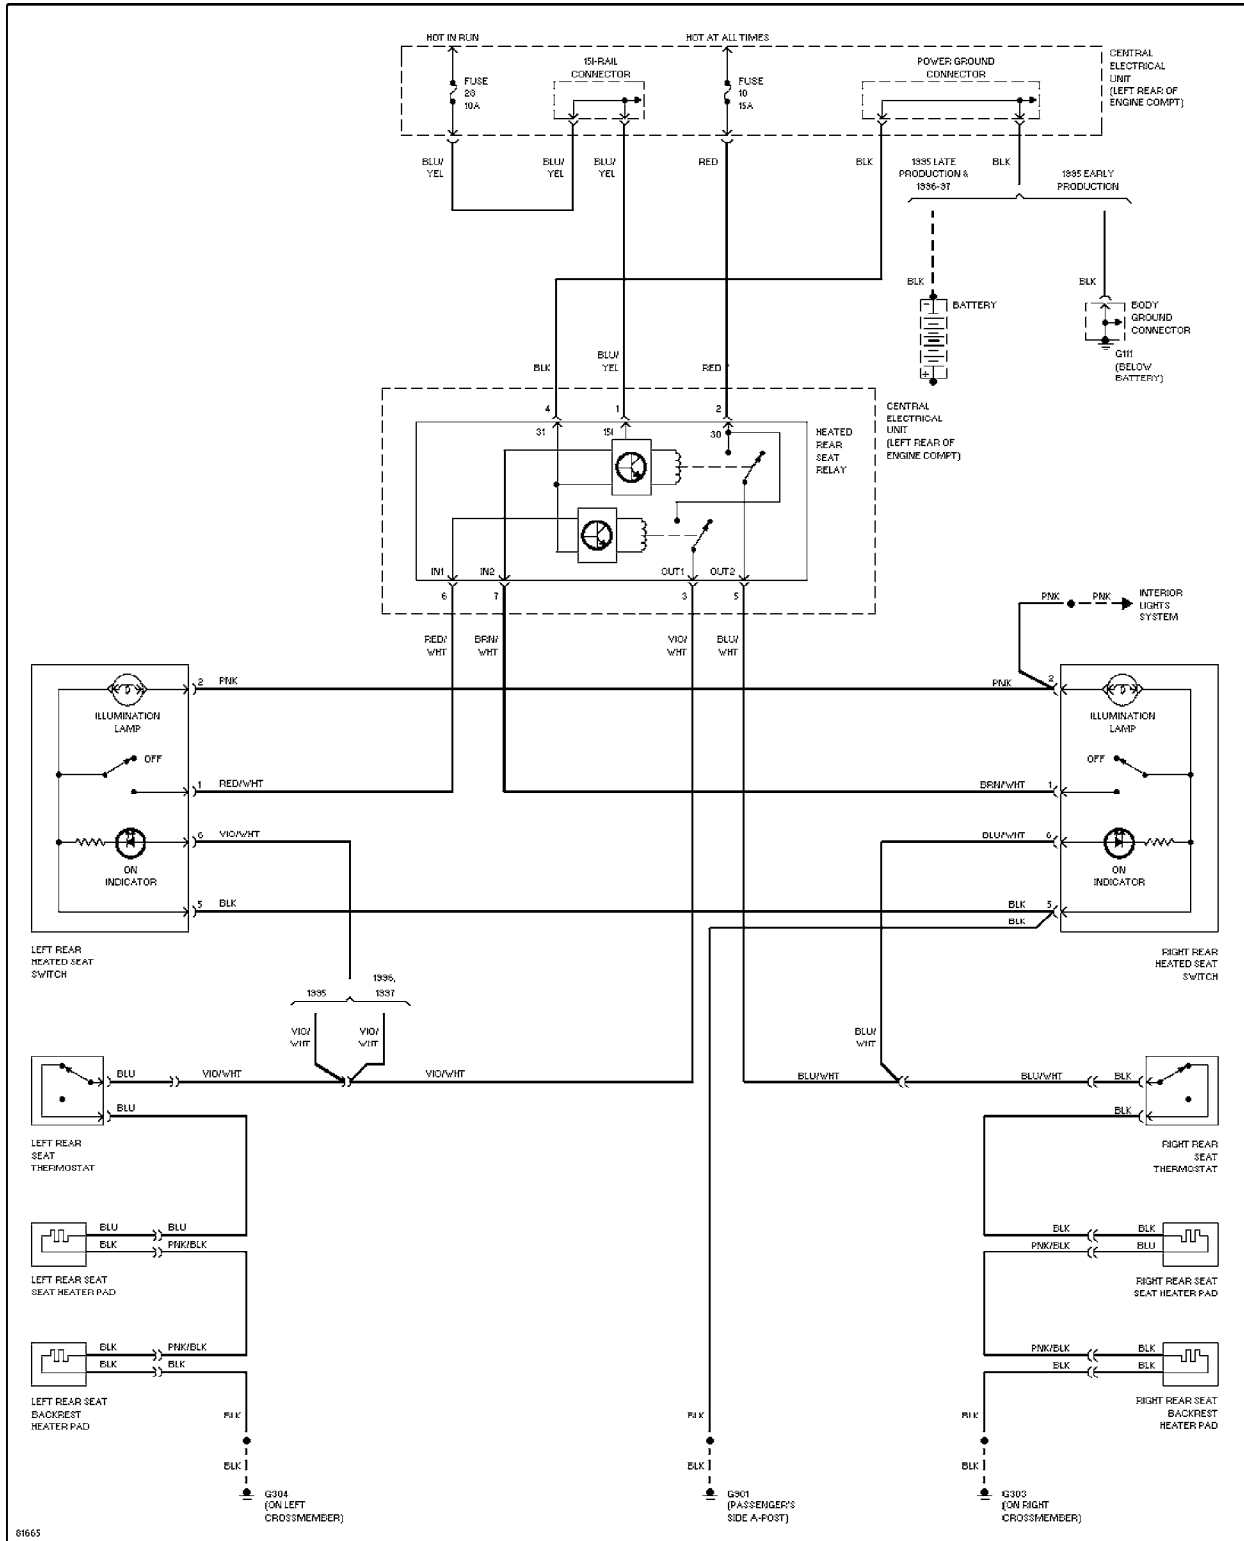 HOT IN RUN
HOT AT ALL TIMES
FUSE
28
10A
15I-RAIL
CONNECTOR
FUSE
10
15A
POWER GROUND
CONNECTOR
CENTRAL
ELECTRICAL
UNIT
(LEFT REAR OF
ENGINE COMPT)
BLU/
YEL
BLU/
YEL
BLU/
YEL
RED
BLK
1995 LATE
PRODUCTION &
1996-97
BLK
1995 EARLY
PRODUCTION
BLK
BATTERY
-
+
BLK
BODY
GROUND
CONNECTOR
G111
(BELOW
BATTERY)
BLK
BLU/
YEL
RED
4
1
2
31
15I
30
HEATED
REAR
SEAT
RELAY
CENTRAL
ELECTRICAL
UNIT
(LEFT REAR OF
ENGINE COMPT)
IN1
IN2
OUT1
OUT2
6
7
3
5
RED/
WHT
BRN/
WHT
VIO/
WHT
BLU/
WHT
PNK
PNK
INTERIOR
LIGHTS
SYSTEM
2
PNK
PNK
2
ILLUMINATION
LAMP
ILLUMINATION
LAMP
OFF
OFF
1
RED/WHT
BRN/WHT
1
6
VIO/WHT
BLU/WHT
6
ON
INDICATOR
ON
INDICATOR
5
BLK
BLK
5
BLK
LEFT REAR
HEATED SEAT
SWITCH
RIGHT REAR
HEATED SEAT
SWITCH
1995
1996,
1997
VIO/
WHT
VIO/
WHT
BLU/
WHT
BLU
VIO/WHT
VIO/WHT
BLU/WHT
BLU/WHT
BLK
BLU
BLK
LEFT REAR
SEAT
THERMOSTAT
RIGHT REAR
SEAT
THERMOSTAT
BLU
BLU
BLK
PNK/BLK
BLK
BLK
PNK/BLK
BLU
LEFT REAR SEAT
SEAT HEATER PAD
RIGHT REAR SEAT
SEAT HEATER PAD
BLK
PNK/BLK
BLK
BLK
PNK/BLK
BLK
BLK
BLK
LEFT REAR SEAT
BACKREST
HEATER PAD
RIGHT REAR SEAT
BACKREST
HEATER PAD
BLK
BLK
BLK
BLK
BLK
BLK
G304
(ON LEFT
CROSSMEMBER)
G901
(PASSENGER'S
SIDE A-POST)
G303
(ON RIGHT
CROSSMEMBER)
81665